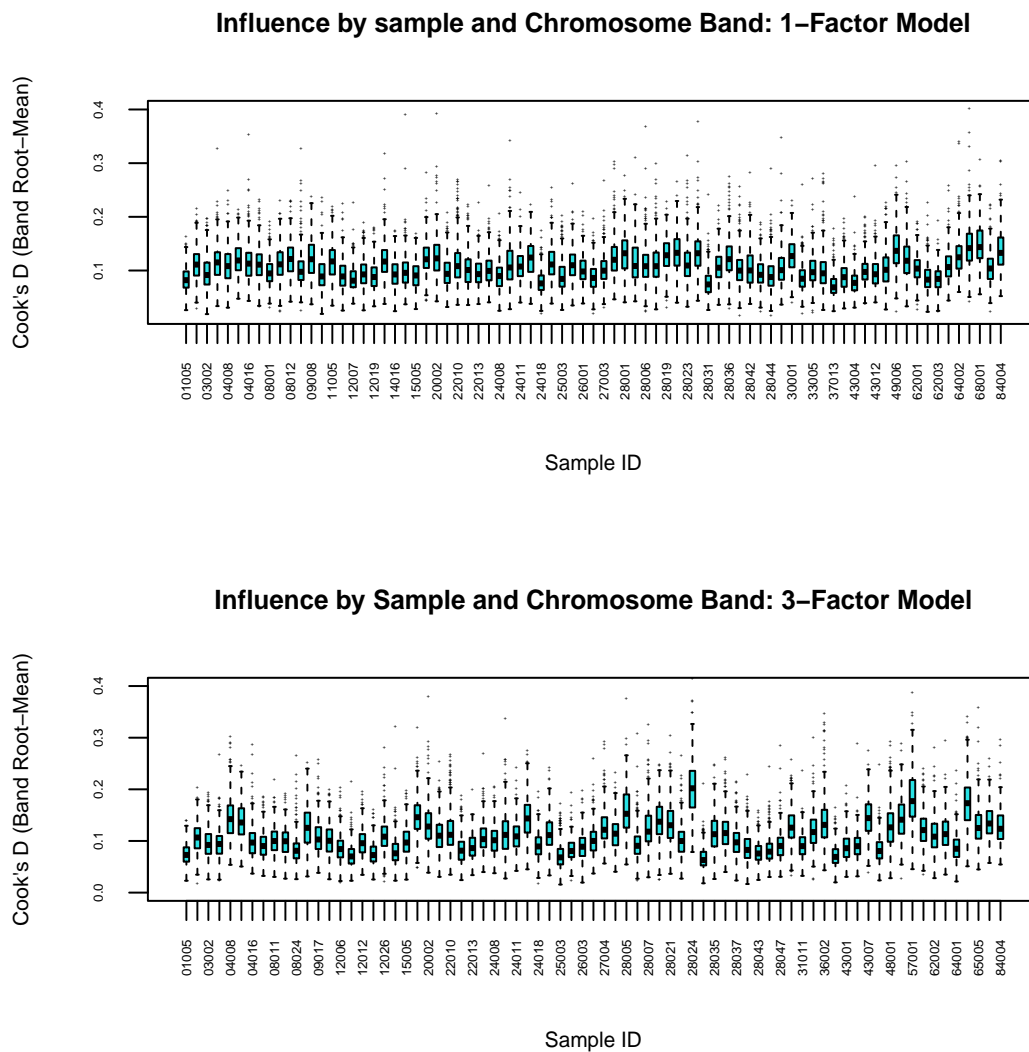 Influence by sample and Chromosome Band: 1−Factor Model
Cook's D (Band Root−Mean)
0.4
0.3
0.2
0.1
01005 03002 04008 04016 08001 08012 09008 11005 12007 12019 14016 15005 20002 22010 22013 24008 24011 24018 25003 26001 27003 28001 28006 28019 28023 28031 28036 28042 28044 30001 33005 37013 43004 43012 49006 62001 62003 64002 68001 84004
Sample ID
Influence by Sample and Chromosome Band: 3−Factor Model
Cook's D (Band Root−Mean)
0.4
0.3
0.2
0.1
0.0
01005 03002 04008 04016 08011 08024 09017 12006 12012 12026 15005 20002 22010 22013 24008 24011 24018 25003 26003 27004 28005 28007 28021 28024 28035 28037 28043 28047 31011 36002 43001 43007 48001 57001 62002 64001 65005 84004
Sample ID